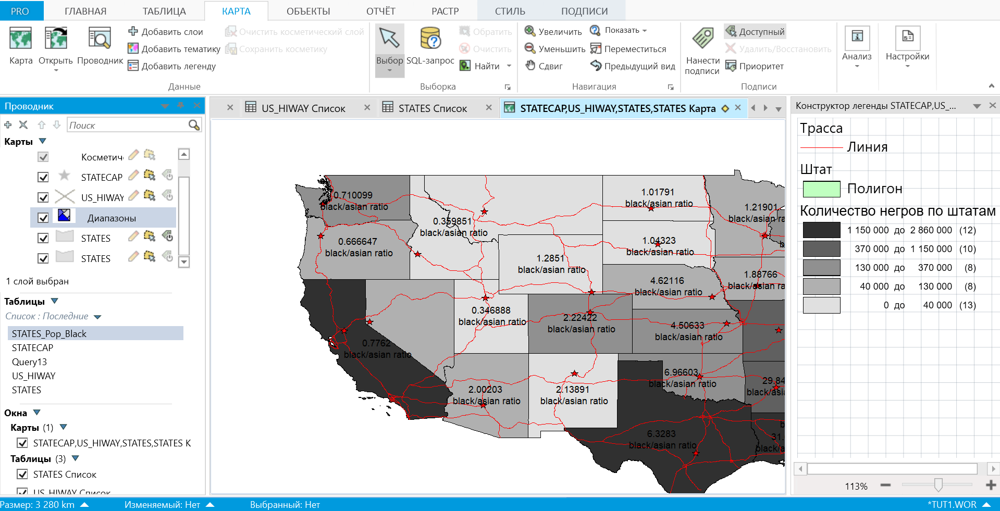 PRO ГЛАВНАЯ ТАБЛИЦА КАРТА ОБЪЕКТЫ ОТЧЁТ РАСТР СТИЛЬ ПОДПИСИ
Карта
Открыть
Проводник
Добавить слои
Добавить тематику
Добавить легенду
Очистить косметический слой
Сохранить косметику
Данные
Выбор
SQL-запрос
Обратить
Очистить
Найти
Выборка
Увеличить
Уменьшить
Сдвиг
Показать
Переместиться
Предыдущий вид
Навигация
Нанести
подписи
Доступный
Удалить/Восстановить
Приоритет
Подписи
Анализ
Настройки
Проводник
Поиск
Карты
Косметич
STATECAP
US_HIWAY
Диапазоны
STATES
STATES
1 слой выбран
Таблицы
Список : Последние
STATES_Pop_Black
STATECAP
Query13
US_HIWAY
STATES
Окна
Карты (1)
STATECAP,US_HIWAY,STATES,STATES К
Таблицы (3)
STATES Список
US_HIWAY Список
US_HIWAY Список
STATES Список
STATECAP,US_HIWAY,STATES,STATES Карта
0.710099
black/asian ratio
0.359851
black/asian ratio
1.01791
black/asian ratio
1.21901
black/asian r
0.666647
black/asian ratio
1.04323
black/asian ratio
1.2851
black/asian ratio
4.62116
black/asian ratio
1.88766
black/asian ra
0.346888
black/asian ratio
2.22422
black/asian ratio
4.50633
black/asian ratio
0.7762
black/asian ratio
6.96603
black/asian ratio
29.84
black/asi
2.00203
black/asian ratio
2.13891
black/asian ratio
6.3283
black/asian ratio
31.
black/a
Конструктор легенды STATECAP,US_...
Трасса
Линия
Штат
Полигон
Количество негров по штатам
1 150 000 до 2 860 000 (12)
370 000 до 1 150 000 (10)
130 000 до 370 000 (8)
40 000 до 130 000 (8)
0 до 40 000 (13)
113%
Размер: 3 280 km
Изменяемый: Нет
Выбранный: Нет
*TUT1.WOR